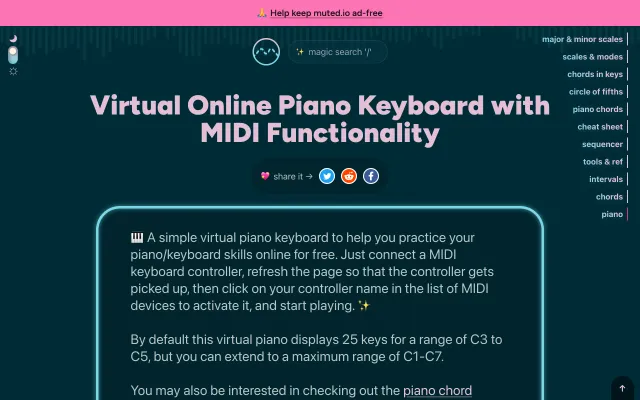 🙏 Help keep muted.io ad-free
✨ magic search '/'
major & minor scales
scales & modes
chords in keys
circle of fifths
piano chords
cheat sheet
sequencer
tools & ref
intervals
chords
piano
Virtual Online Piano Keyboard with
MIDI Functionality
💖 share it →
🎹 A simple virtual piano keyboard to help you practice your
piano/keyboard skills online for free. Just connect a MIDI
keyboard controller, refresh the page so that the controller gets
picked up, then click on your controller name in the list of MIDI
devices to activate it, and start playing. ✨
By default this virtual piano displays 25 keys for a range of C3 to
C5, but you can extend to a maximum range of C1-C7.
You may also be interested in checking out the piano chord